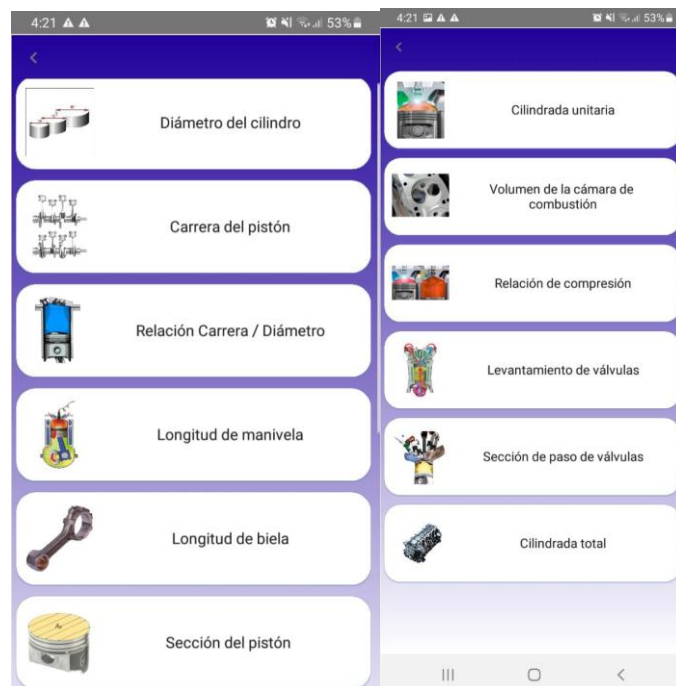 4:21
53%
Diámetro del cilindro
Carrera del pistón
Relación Carrera / Diámetro
Longitud de manivela
Longitud de biela
Sección del pistón
4:21
53%
Cilindrada unitaria
Volumen de la cámara de
combustión
Relación de compresión
Levantamiento de válvulas
Sección de paso de válvulas
Cilindrada total